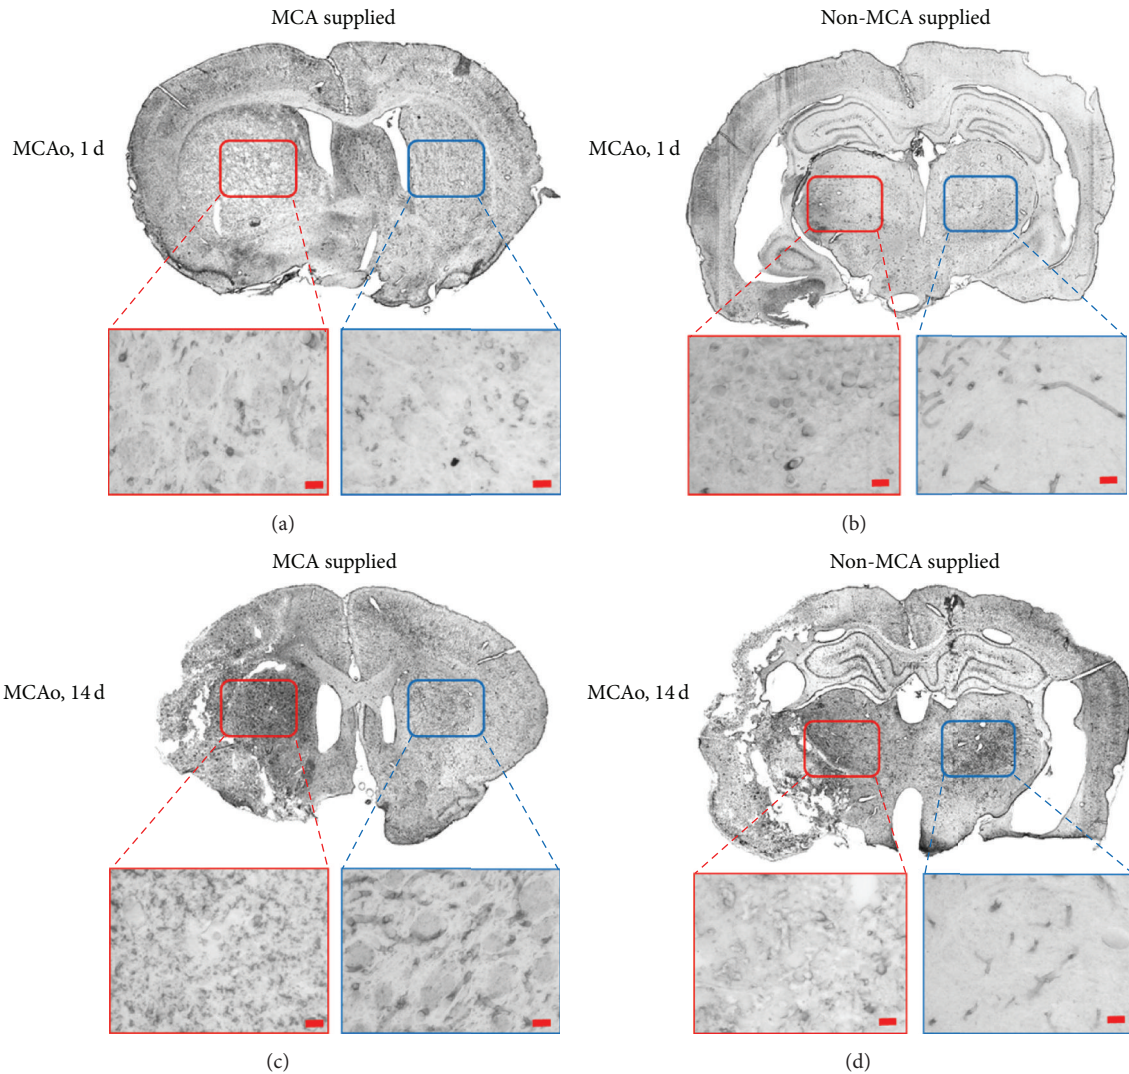 MCA supplied
Non-MCA supplied
MCAo, 1 d
MCAo, 1 d
(a)
(b)
MCA supplied
Non-MCA supplied
MCAo, 14 d
MCAo, 14 d
(c)
(d)